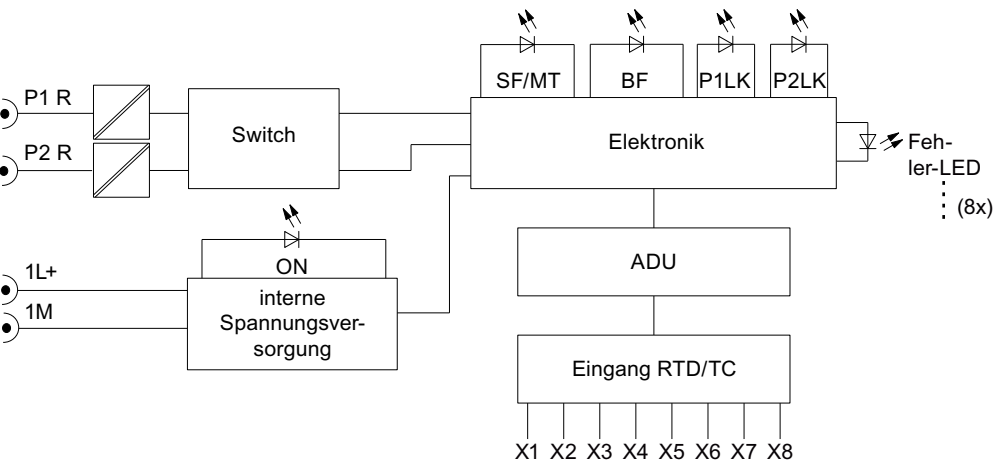 SF/MT
BF
P1LK
P2LK
P1 R
P2 R
Switch
Elektronik
Feh-
ler-LED
(8x)
ON
1L+
1M
interne
Spannungsver-
sorgung
ADU
Eingang RTD/TC
X1 X2 X3 X4 X5 X6 X7 X8